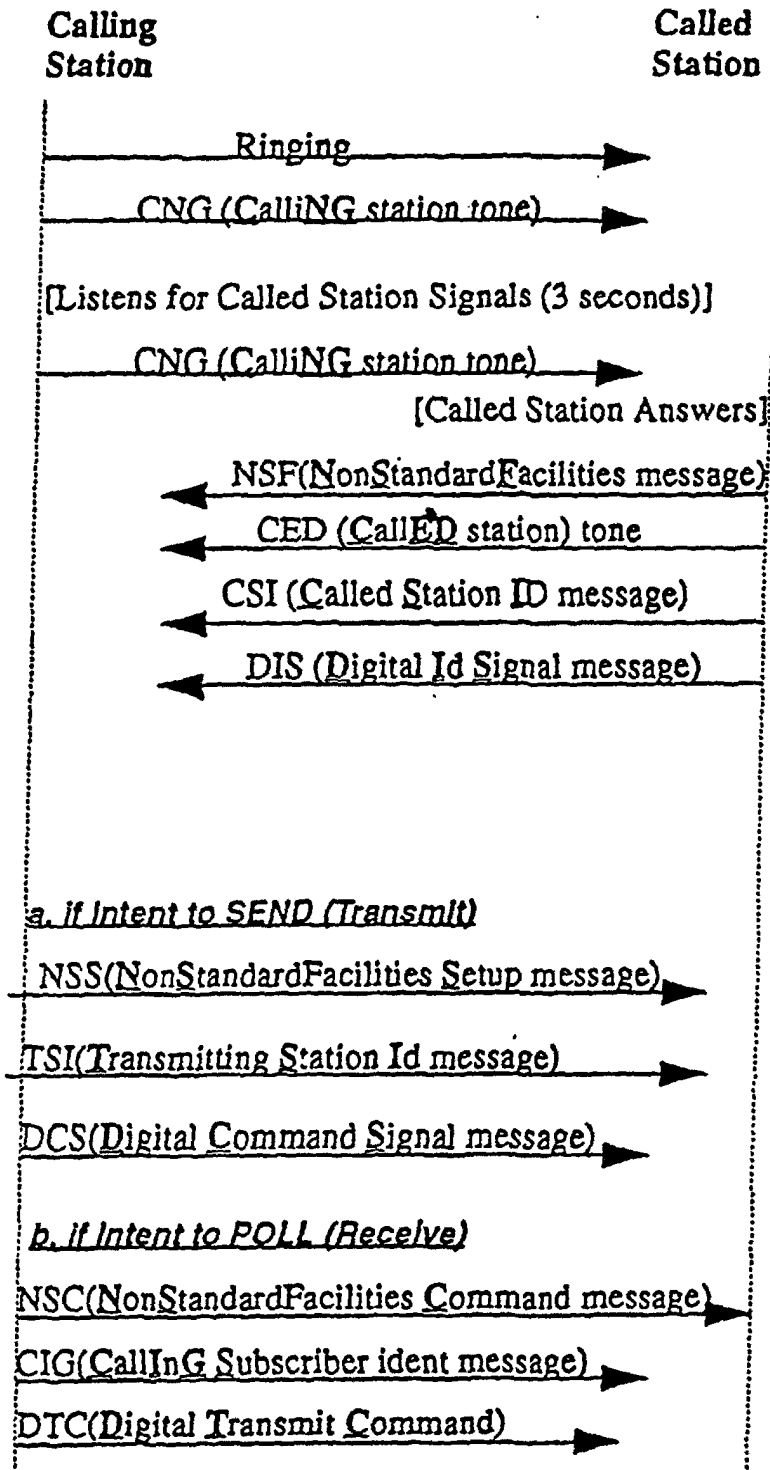 Calling Called
Station Station
Ringing
CNG (CalliNG station tone)
[Listens for Called Station Signals (3 seconds)]
CNG (CalliNG station tone)
[Called Station Answers]
NSF(NonStandardFacilities message)
CED (CallED station) tone
CSI (Called Station ID message)
DIS (Digital Id Signal message)
a. if Intent to SEND (Transmit)
NSS(NonStandardFacilities Setup message)
TSI(Transmitting Station Id message)
DCS(Digital Command Signal message)
b. if Intent to POLL (Receive)
NSC(NonStandardFacilities Command message)
CIG(CallInG Subscriber ident message)
DTC(Digital Transmit Command)